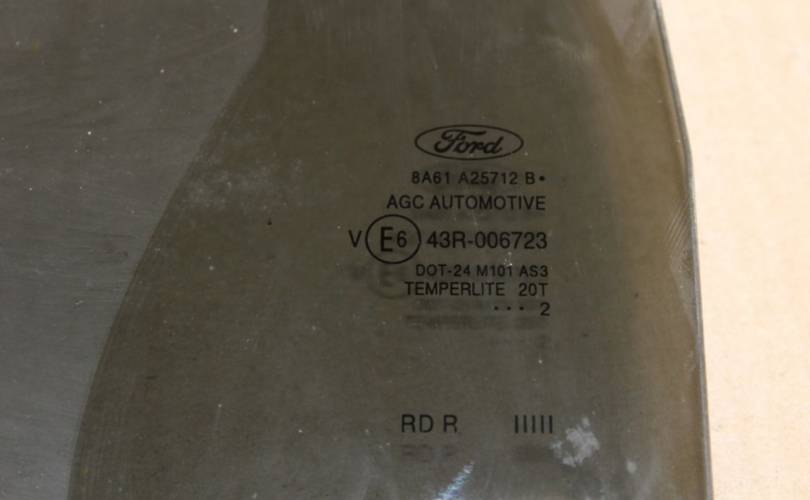 Ford
8A61 A25712 B•
AGC AUTOMOTIVE
V E6 43R-006723
DOT-24 M101 AS3
TEMPERLITE 20T
... 2
RD R IIIII